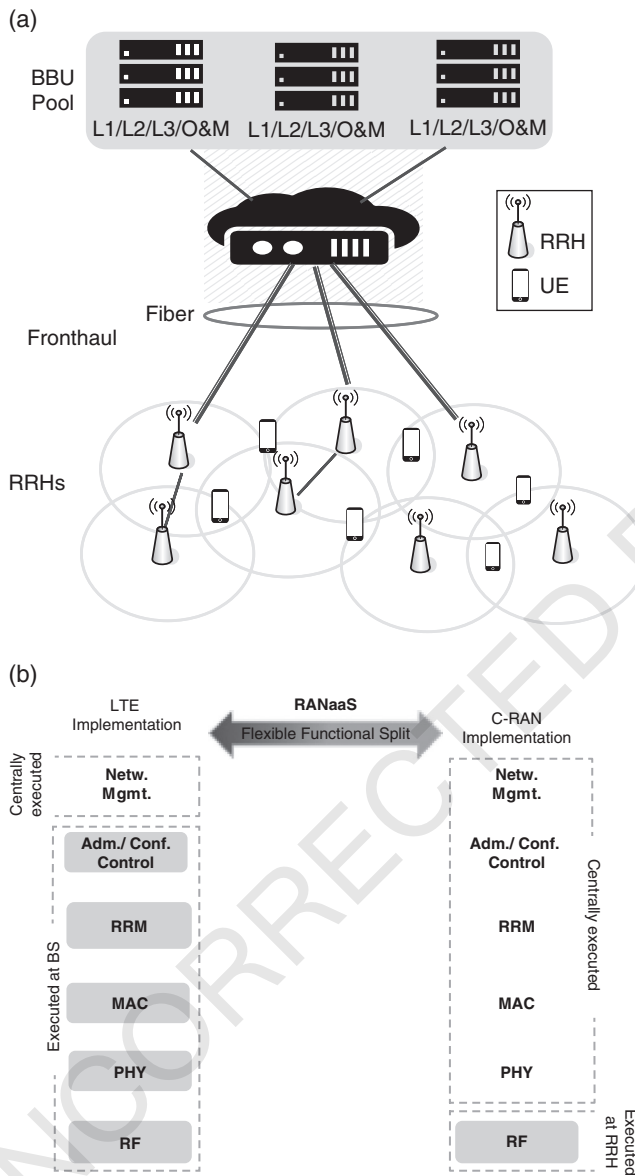 (a)
BBU
Pool
L1/L2/L3/O&M L1/L2/L3/O&M L1/L2/L3/O&M
RRH
UE
Fiber
Fronthaul
RRHs
(b)
LTE
Implementation
RANaaS
Flexible Functional Split
C-RAN
Implementation
Centrally
executed
Netw.
Mgmt.
Netw.
Mgmt.
Executed at BS
Adm./ Conf.
Control
Adm./ Conf.
Control
Centrally executed
RRM
RRM
MAC
MAC
PHY
PHY
RF
RF
Executed
at RRH
UNCORRECTED